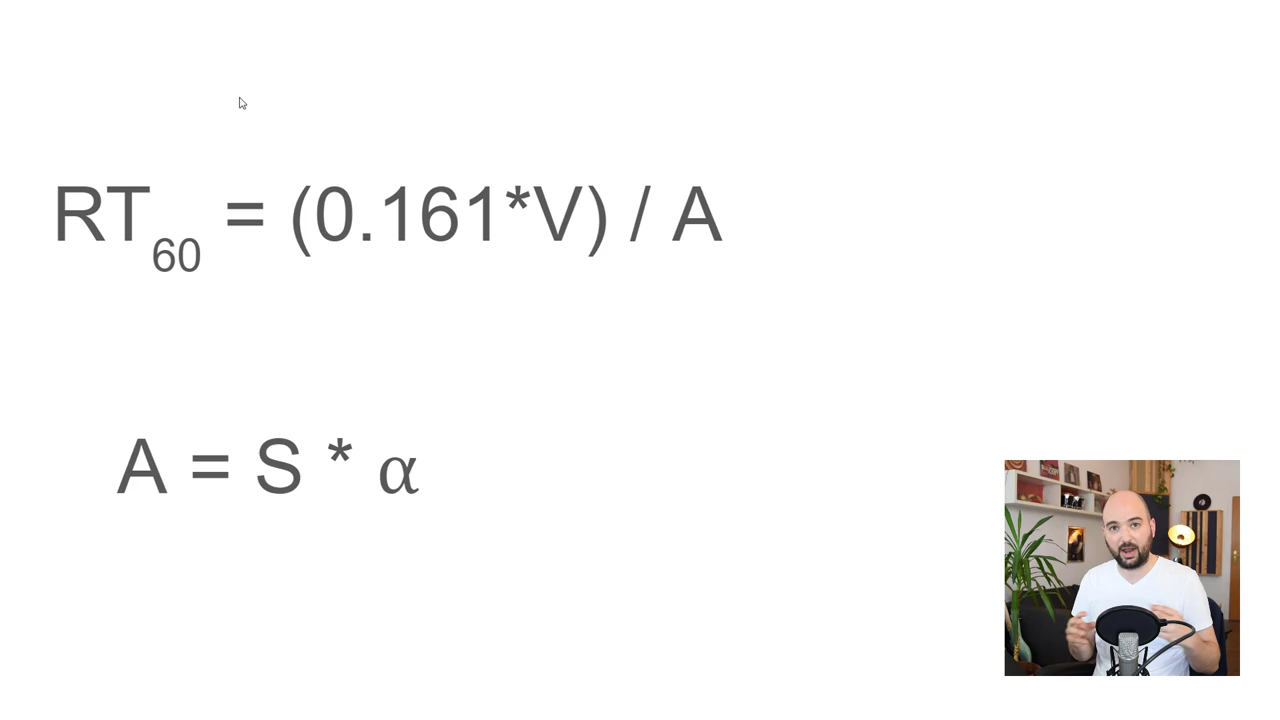 RT₆₀ = (0.161*V) / A
A = S * α